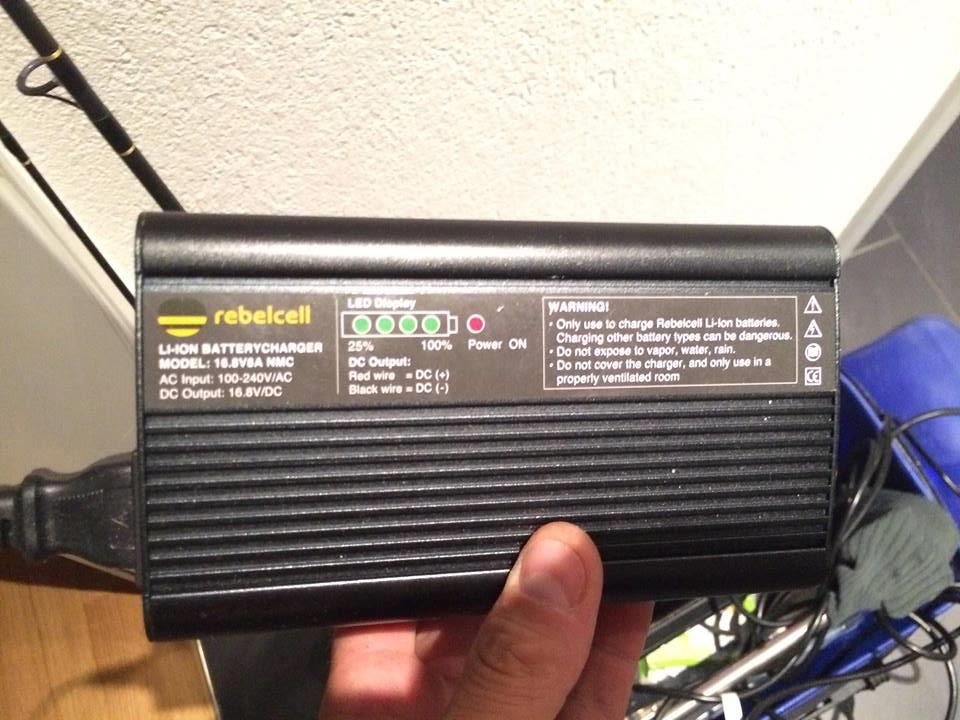 rebelcell
LI-ION BATTERYCHARGER
MODEL: 16.8V8A NMC
AC Input: 100-240V/AC
DC Output: 16.8V/DC
LED Display
25% 100% Power ON
DC Output:
Red wire = DC (+)
Black wire = DC (-)
WARNING!
• Only use to charge Rebelcell Li-Ion batteries.
Charging other battery types can be dangerous.
• Do not expose to vapor, water, rain.
• Do not cover the charger, and only use in a
properly ventilated room
CE